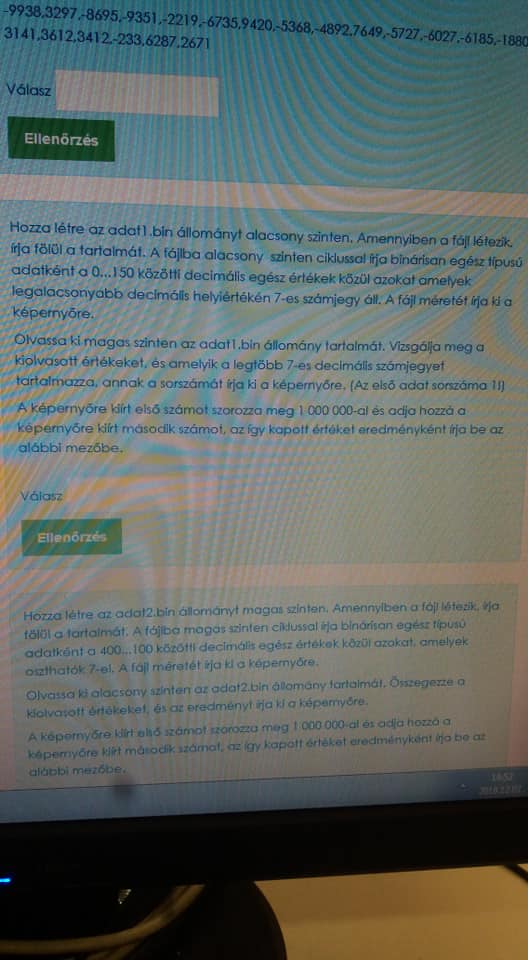 -9938,3297,-8695,-9351,-2219,-6735,9420,-5368,-4892,7649,-5727,-6027,-6185,-1880
3141,3612,3412,-233,6287,2671
Válasz
Ellenőrzés
Hozza létre az adat1.bin állományt alacsony szinten. Amennyiben a fájl létezik,
írja fölül a tartalmát. A fájlba alacsony szinten ciklussal írja binárisan egész típusú
adatként a 0...150 közötti decimális egész értékek közül azokat amelyek
legalacsonyabb decimális helyiértékén 7-es számjegy áll. A fájl méretét írja ki a
képernyőre.
Olvassa ki magas szinten az adat1.bin állomány tartalmát. Vizsgálja meg a
kiolvasott értékeket, és amelyik a legtöbb 7-es decimális számjegyet
tartalmazza, annak a sorszámát írja ki a képernyőre. (Az első adat sorszáma 1!)
A képernyőre kiírt első számot szorozza meg 1 000 000-al és adja hozzá a
képernyőre kiírt második számot, az így kapott értéket eredményként írja be az
alábbi mezőbe.
Válasz
Ellenőrzés
Hozza létre az adat2.bin állományt magas szinten. Amennyiben a fájl létezik, írja
fölül a tartalmát. A fájlba magas szinten ciklussal írja binárisan egész típusú
adatként a 400...100 közötti decimális egész értékek közül azokat, amelyek
oszthatók 7-el. A fájl méretét írja ki a képernyőre.
Olvassa ki alacsony szinten az adat2.bin állomány tartalmát. Összegezze a
kiolvasott értékeket, és az eredményt írja ki a képernyőre.
A képernyőre kiírt első számot szorozza meg 1 000 000-al és adja hozzá a
képernyőre kiírt második számot, az így kapott értéket eredményként írja be az
alábbi mezőbe.
16:52
2018.12.07.